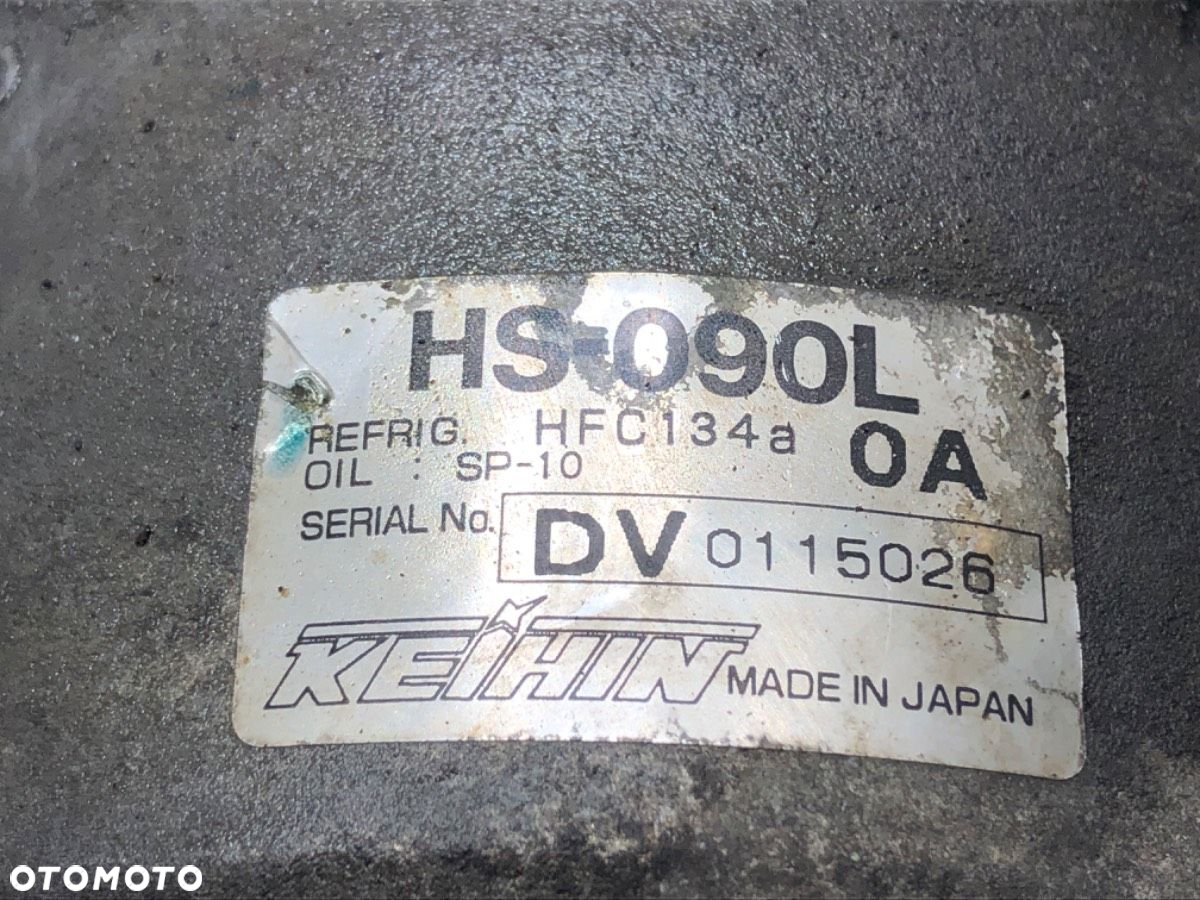 HS-090L
REFRIG. HFC134a 0A
OIL : SP-10
SERIAL No. DV 0115026
KEIHIN MADE IN JAPAN
OTOMOTO